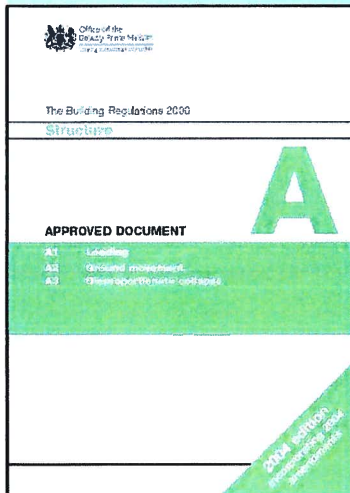 Office of the
Deputy Prime Minister
The Building Regulations 2000
Structure
A
APPROVED DOCUMENT
A1 Loading
A2 Ground movement
A3 Disproportionate collapse
2004 edition
incorporating 2004
amendments